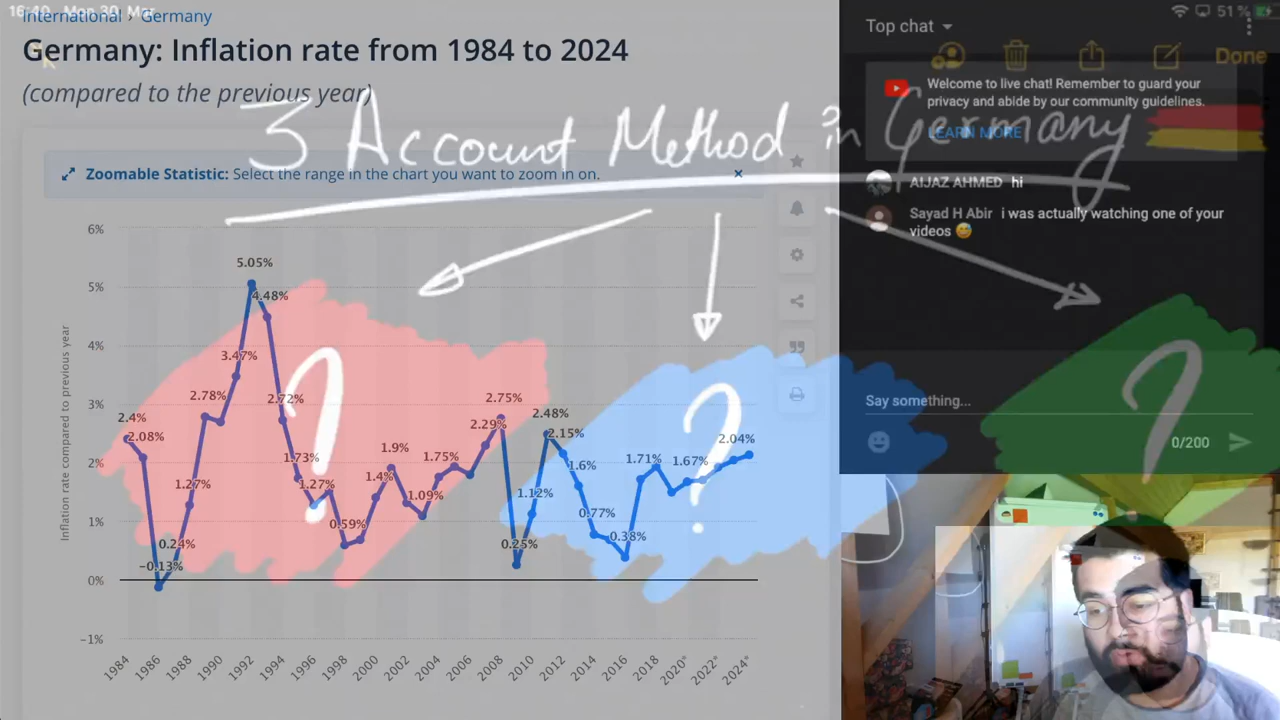 16:40 Mon 30. Mar
51 %
International › Germany
Top chat
Germany: Inflation rate from 1984 to 2024
Done
(compared to the previous year)
Welcome to live chat! Remember to guard your
privacy and abide by our community guidelines.
LEARN MORE
3 Account Method in Germany
Zoomable Statistic: Select the range in the chart you want to zoom in on.
AIJAZ AHMED hi
Sayad H Abir i was actually watching one of your
videos 😅
Say something...
0/200
Inflation rate compared to previous year
6%
5%
4%
3%
2%
1%
0%
−1%
2.4%
2.08%
−0.13%
0.24%
1.27%
2.78%
3.47%
5.05%
4.48%
2.72%
1.73%
1.27%
0.59%
1.4%
1.9%
1.09%
1.75%
2.29%
2.75%
0.25%
1.12%
2.48%
2.15%
1.6%
0.77%
0.38%
1.71%
1.67%
2.04%
? ? ?
1984 1986 1988 1990 1992 1994 1996 1998 2000 2002 2004 2006 2008 2010 2012 2014 2016 2018 2020* 2022* 2024*